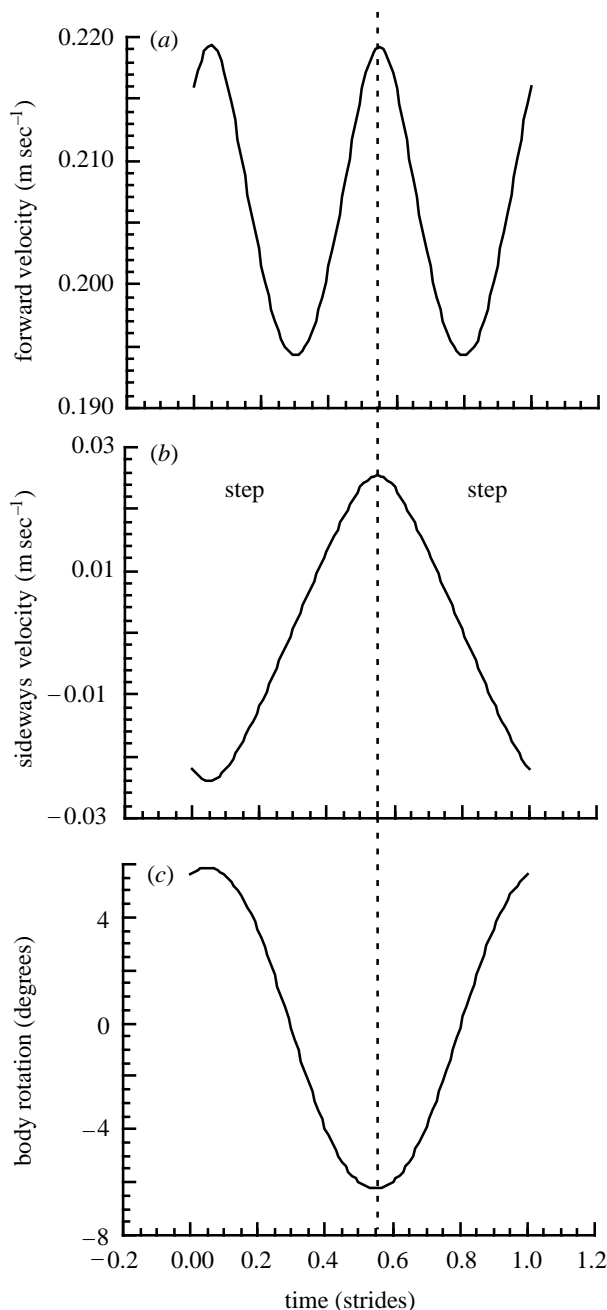 (a)
0.220
0.210
0.200
0.190
forward velocity (m sec−1)
(b)
0.03
0.01
−0.01
−0.03
step step
sideways velocity (m sec−1)
(c)
4
0
−4
−8
body rotation (degrees)
−0.2 0.00 0.2 0.4 0.6 0.8 1.0 1.2
time (strides)